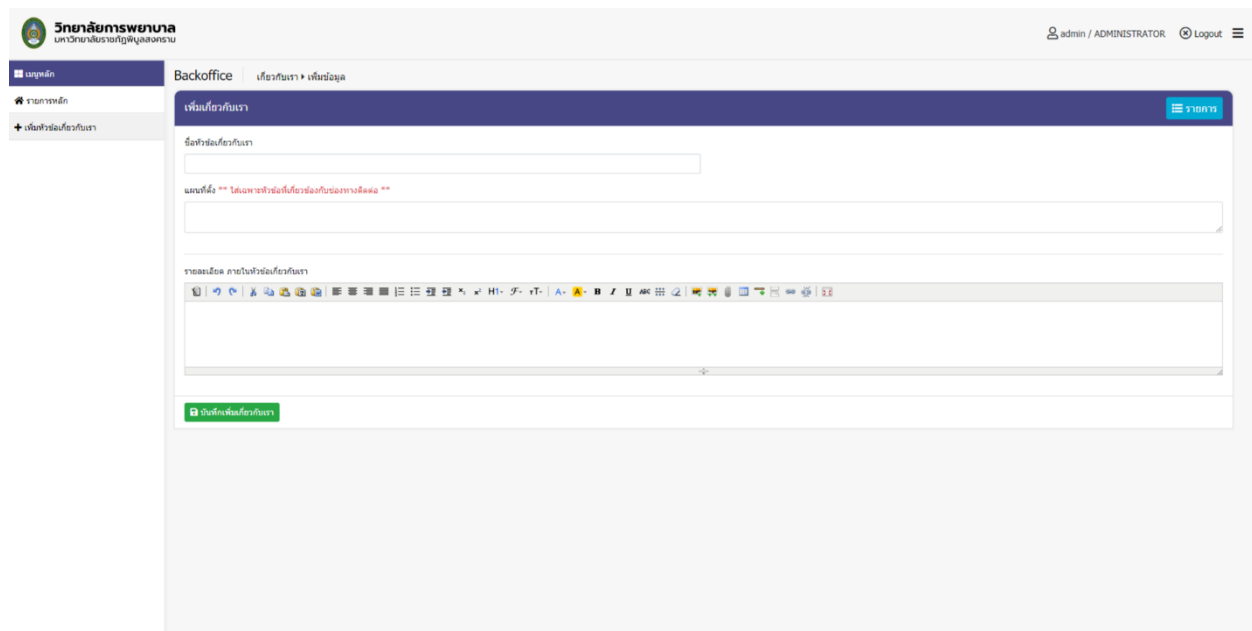 วิทยาลัยการพยาบาล
มหาวิทยาลัยราชภัฏพิบูลสงคราม
admin / ADMINISTRATOR Logout
เมนูหลัก
Backoffice เกี่ยวกับเรา เพิ่มข้อมูล
รายการหลัก
เพิ่มเกี่ยวกับเรา รายการ
เพิ่มหัวข้อเกี่ยวกับเรา
ชื่อหัวข้อเกี่ยวกับเรา
แผนที่ตั้ง ** ใส่เฉพาะหัวข้อที่เกี่ยวข้องกับช่องทางติดต่อ **
รายละเอียด ภายในหัวข้อเกี่ยวกับเรา
H1 F тT A A B I U ABC
บันทึกเพิ่มเกี่ยวกับเรา